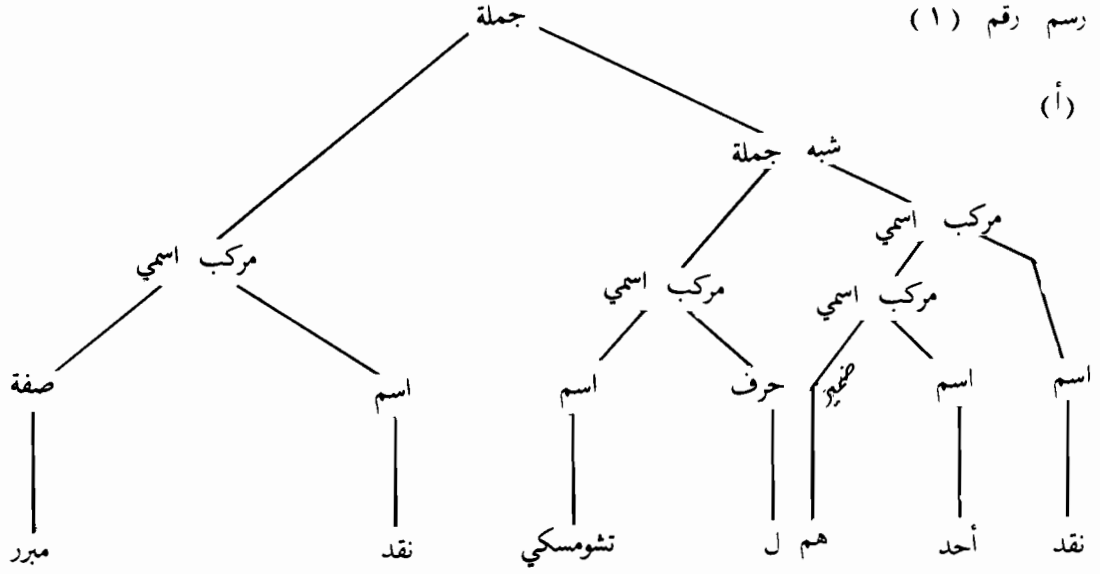 رسم رقم (١)
جملة
(أ)
شبه جملة
مركب اسمي
مركب اسمي
مركب اسمي
مركب اسمي
اسم
اسم
ضمير
حرف
اسم
اسم
صفة
نقد
أحد
هم
ل
تشومسكي
نقد
مبرر